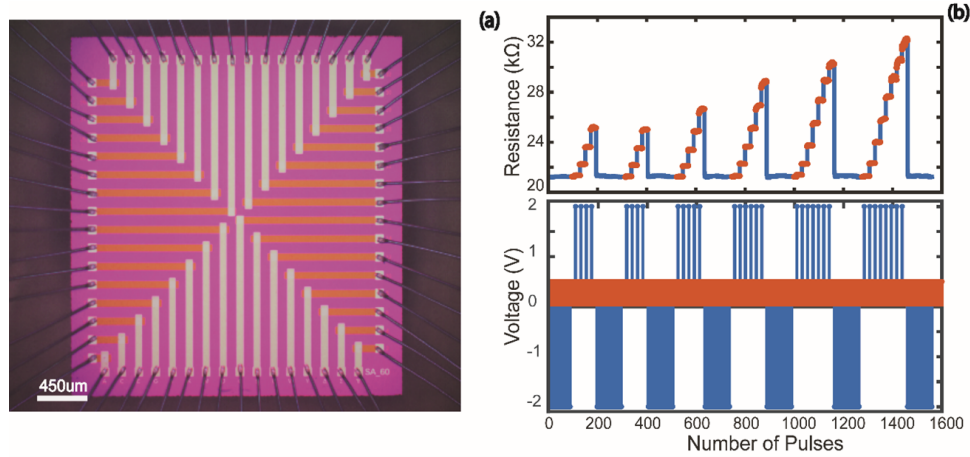 (a)
450um
SA_60
(b)
Resistance (kΩ)
32
28
24
20
Voltage (V)
2
1
0
-1
-2
0 200 400 600 800 1000 1200 1400 1600
Number of Pulses